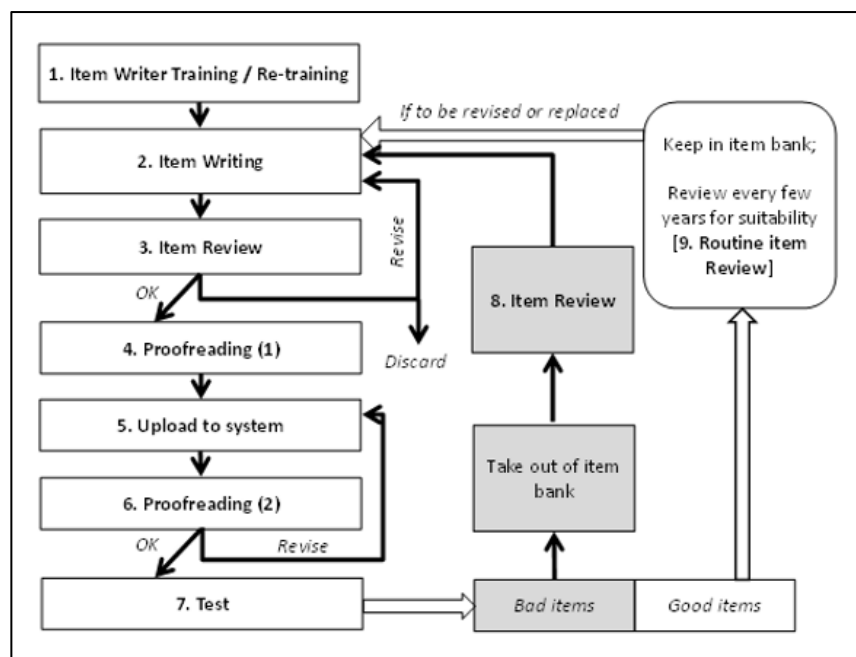 1. Item Writer Training / Re-training
If to be revised or replaced
2. Item Writing
Keep in item bank;
Review every few
years for suitability
[9. Routine item
Review]
Revise
3. Item Review
8. Item Review
OK
4. Proofreading (1)
Discard
5. Upload to system
Take out of item
bank
6. Proofreading (2)
OK
Revise
7. Test
Bad items
Good items